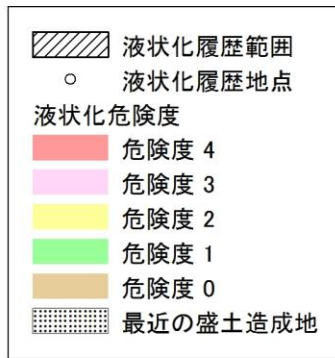 液状化履歴範囲
液状化履歴地点
液状化危険度
危険度 4
危険度 3
危険度 2
危険度 1
危険度 0
最近の盛土造成地